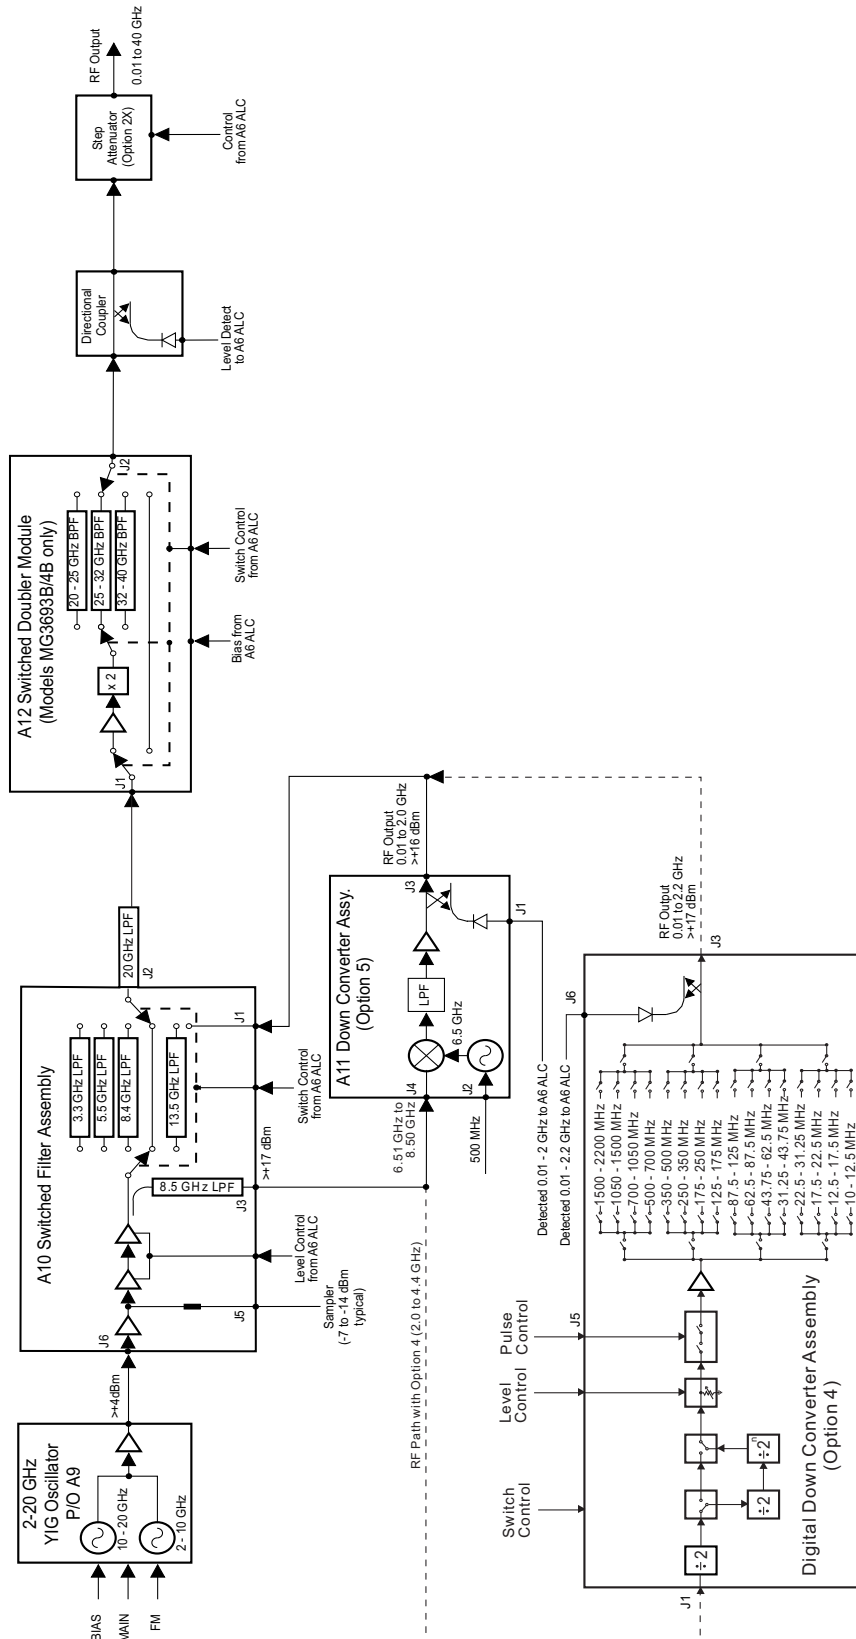 2-20 GHz
YIG Oscillator
P/O A9
10 - 20 GHz
2 - 10 GHz
BIAS
MAIN
FM
>+4dBm
A10 Switched Filter Assembly
J6
3.3 GHz LPF
5.5 GHz LPF
8.4 GHz LPF
13.5 GHz LPF
8.5 GHz LPF
J5
J3
J1
J2
20 GHz LPF
Sampler
(-7 to -14 dBm
typical)
Level Control
from A6 ALC
>+17 dBm
Switch Control
from A6 ALC
A12 Switched Doubler Module
(Models MG3693B/4B only)
J1
x 2
20 - 25 GHz BPF
25 - 32 GHz BPF
32 - 40 GHz BPF
J2
Bias from
A6 ALC
Switch Control
from A6 ALC
Directional
Coupler
Level Detect
to A6 ALC
Step
Attenuator
(Option 2X)
Control
from A6 ALC
RF Output
0.01 to 40 GHz
A11 Down Converter Assy.
(Option 5)
6.51 GHz to
8.50 GHz
J4
J2
500 MHz
6.5 GHz
LPF
J3
J1
RF Output
0.01 to 2.0 GHz
>+16 dBm
Detected 0.01 - 2 GHz to A6 ALC
Detected 0.01 - 2.2 GHz to A6 ALC
RF Path with Option 4 (2.0 to 4.4 GHz)
Switch
Control
Level
Control
Pulse
Control
J5
J6
J1
÷ 2
÷ 2
÷ 2 n
1500 - 2200 MHz
1050 - 1500 MHz
700 - 1050 MHz
500 - 700 MHz
350 - 500 MHz
250 - 350 MHz
175 - 250 MHz
125 - 175 MHz
87.5 - 125 MHz
62.5 - 87.5 MHz
43.75 - 62.5 MHz
31.25 - 43.75 MHz
22.5 - 31.25 MHz
17.5 - 22.5 MHz
12.5 - 17.5 MHz
10 - 12.5 MHz
J3
RF Output
0.01 to 2.2 GHz
>+17 dBm
Digital Down Converter Assembly
(Option 4)